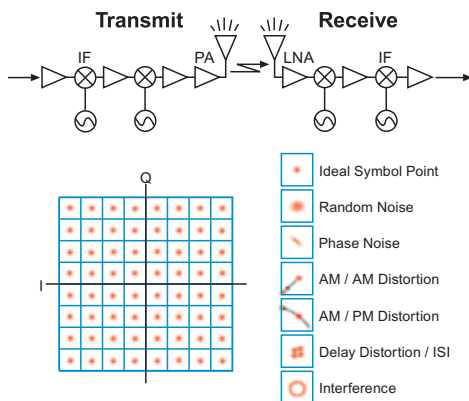 Transmit
Receive
IF
PA
LNA
IF
Q
I
Ideal Symbol Point
Random Noise
Phase Noise
AM / AM Distortion
AM / PM Distortion
Delay Distortion / ISI
Interference